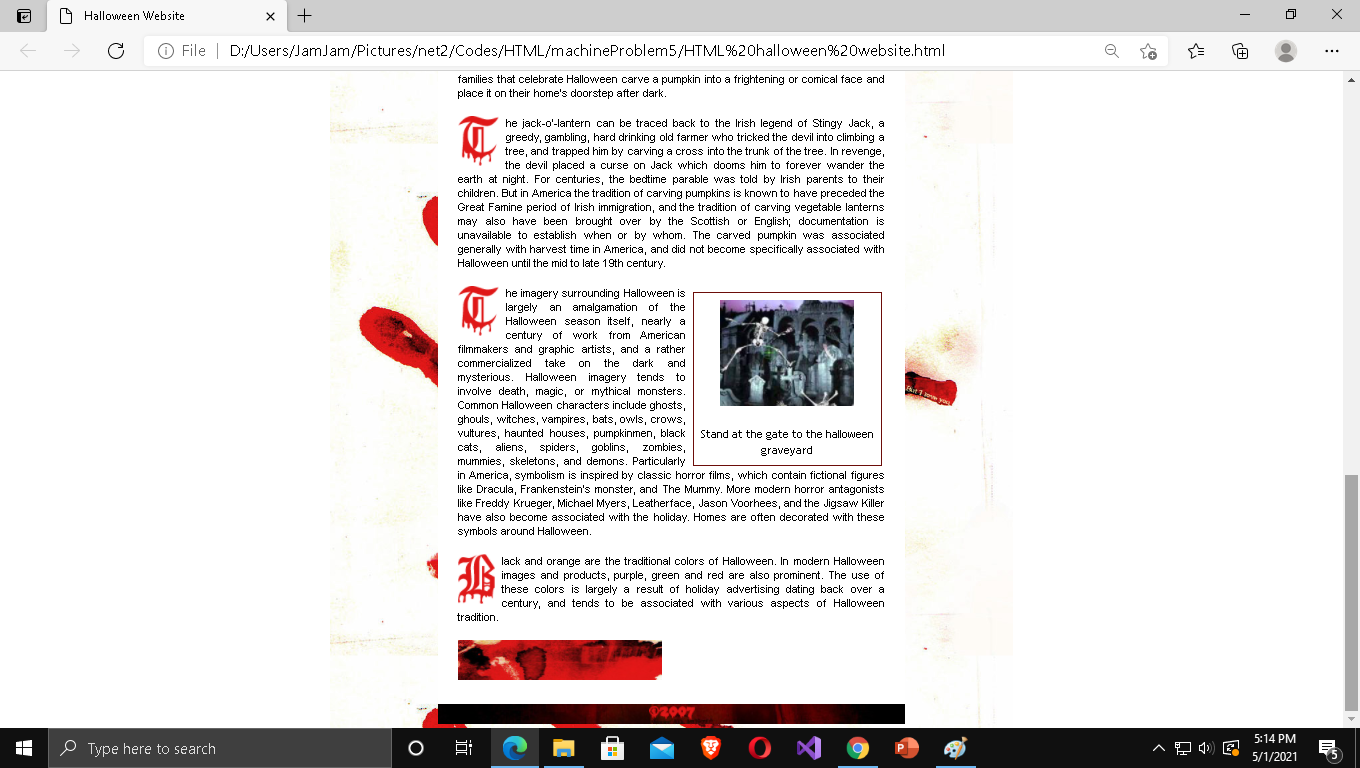 Halloween Website
File
D:/Users/JamJam/Pictures/net2/Codes/HTML/machineProblem5/HTML%20halloween%20website.html
families that celebrate Halloween carve a pumpkin into a frightening or comical face and
place it on their home's doorstep after dark.
The jack-o'-lantern can be traced back to the Irish legend of Stingy Jack, a
greedy, gambling, hard drinking old farmer who tricked the devil into climbing a
tree, and trapped him by carving a cross into the trunk of the tree. In revenge,
the devil placed a curse on Jack which dooms him to forever wander the
earth at night. For centuries, the bedtime parable was told by Irish parents to their
children. But in America the tradition of carving pumpkins is known to have preceded the
Great Famine period of Irish immigration, and the tradition of carving vegetable lanterns
may also have been brought over by the Scottish or English; documentation is
unavailable to establish when or by whom. The carved pumpkin was associated
generally with harvest time in America, and did not become specifically associated with
Halloween until the mid to late 19th century.
The imagery surrounding Halloween is
largely an amalgamation of the
Halloween season itself, nearly a
century of work from American
filmmakers and graphic artists, and a rather
commercialized take on the dark and
mysterious. Halloween imagery tends to
involve death, magic, or mythical monsters.
Common Halloween characters include ghosts,
ghouls, witches, vampires, bats, owls, crows,
vultures, haunted houses, pumpkinmen, black
cats, aliens, spiders, goblins, zombies,
mummies, skeletons, and demons. Particularly
in America, symbolism is inspired by classic horror films, which contain fictional figures
like Dracula, Frankenstein's monster, and The Mummy. More modern horror antagonists
like Freddy Krueger, Michael Myers, Leatherface, Jason Voorhees, and the Jigsaw Killer
have also become associated with the holiday. Homes are often decorated with these
symbols around Halloween.
Stand at the gate to the halloween
graveyard
Black and orange are the traditional colors of Halloween. In modern Halloween
images and products, purple, green and red are also prominent. The use of
these colors is largely a result of holiday advertising dating back over a
century, and tends to be associated with various aspects of Halloween
tradition.
©2007
Type here to search
5:14 PM
5/1/2021
5